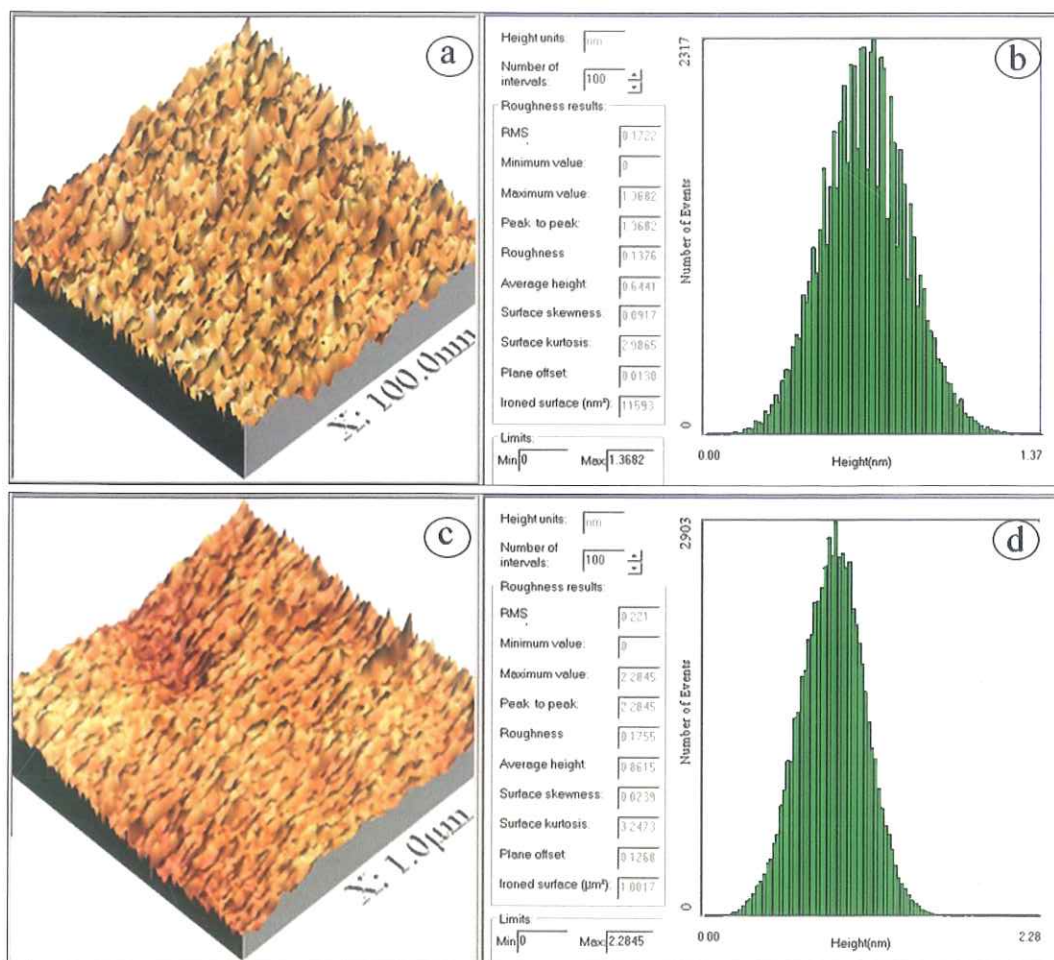 a
X: 100.0nm
Height units: nm
Number of
intervals: 100
Roughness results:
RMS 0.1722
Minimum value: 0
Maximum value: 1.3682
Peak to peak: 1.3682
Roughness 0.1376
Average height 0.6441
Surface skewness 0.0917
Surface kurtosis: 2.9865
Plane offset: 0.0130
Ironed surface (nm²): 11593
Limits:
Min 0 Max: 1.3682
b
2317
Number of Events
0
0.00 1.37
Height(nm)
c
X: 1.0µm
Height units: nm
Number of
intervals: 100
Roughness results
RMS 0.221
Minimum value: 0
Maximum value: 2.2845
Peak to peak: 2.2845
Roughness: 0.1755
Average height: 0.8615
Surface skewness: 0.0239
Surface kurtosis. 3.2473
Plane offset 0.1268
Ironed surface (µm²): 1.0017
Limits
Min 0 Max: 2.2845
d
2903
Number of Events
0
0.00 2.28
Height(nm)